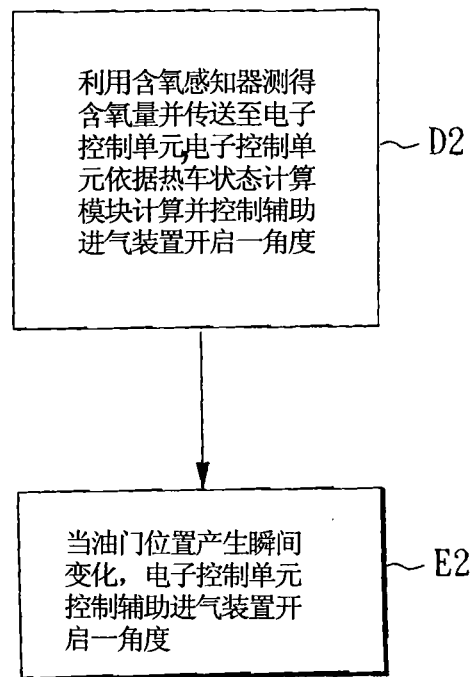 利用含氧感知器测得
含氧量并传送至电子
控制单元,电子控制单
元依据热车状态计算
模块计算并控制辅助
进气装置开启一角度
D2
当油门位置产生瞬间
变化，电子控制单元
控制辅助进气装置开
启一角度
E2